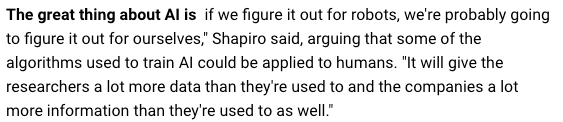 The great thing about AI is  if we figure it out for robots, we're probably going
to figure it out for ourselves," Shapiro said, arguing that some of the
algorithms used to train AI could be applied to humans. "It will give the
researchers a lot more data than they're used to and the companies a lot
more information than they're used to as well."